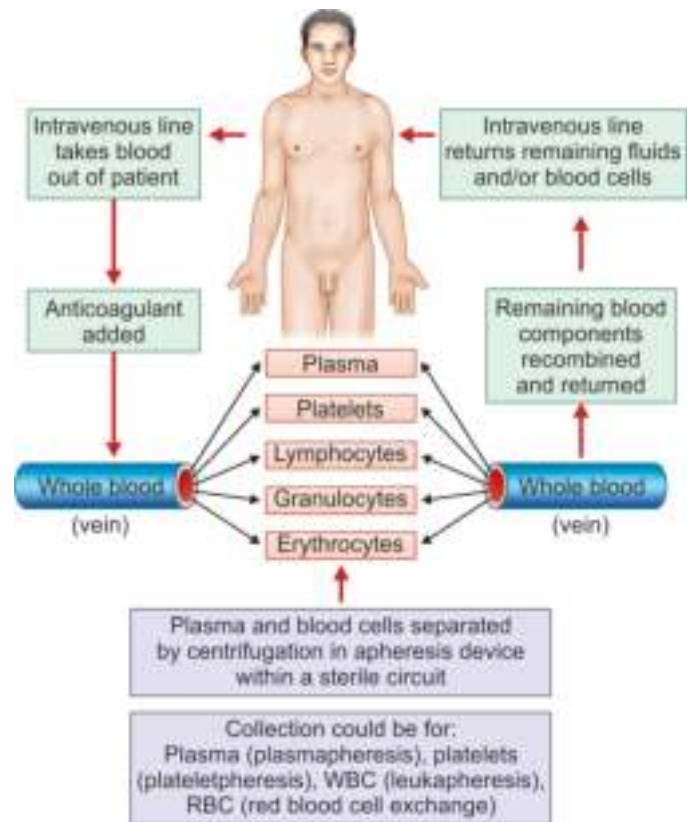 Intravenous line
takes blood
out of patient
Intravenous line
returns remaining fluids
and/or blood cells
Anticoagulant
added
Remaining blood
components
recombined
and returned
Plasma
Platelets
Lymphocytes
Granulocytes
Erythrocytes
Whole blood
(vein)
Whole blood
(vein)
Plasma and blood cells separated
by centrifugation in apheresis device
within a sterile circuit
Collection could be for:
Plasma (plasmapheresis), platelets
(plateletpheresis), WBC (leukapheresis),
RBC (red blood cell exchange)